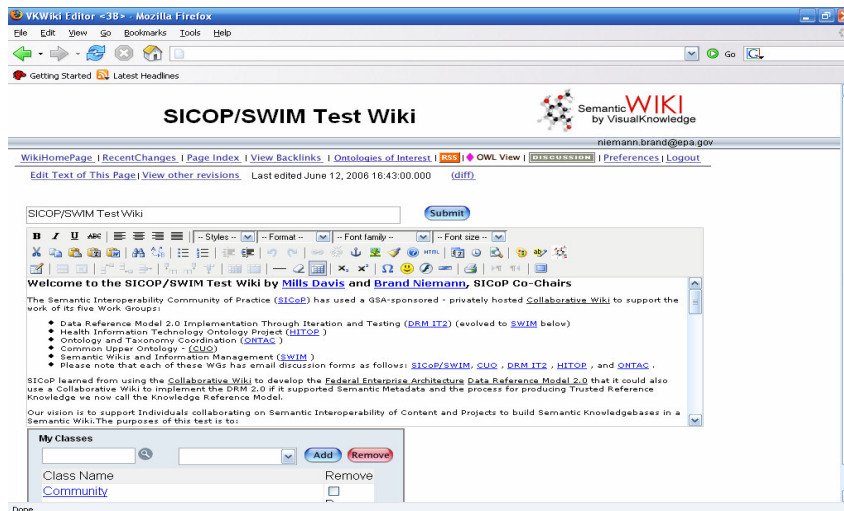 VKWiki Editor <38> - Mozilla Firefox
File Edit View Go Bookmarks Tools Help
Go
Getting Started Latest Headlines
SICOP/SWIM Test Wiki
Semantic WIKI
by VisualKnowledge
niemann.brand@epa.gov
WikiHomePage | RecentChanges | Page Index | View Backlinks | Ontologies of Interest | RSS | OWL View | DISCUSSION | Preferences | Logout
Edit Text of This Page | View other revisions Last edited June 12, 2006 16:43:00.000 (diff)
SICOP/SWIM Test Wiki Submit
B I U ABC -- Styles -- -- Format -- -- Font family -- -- Font size --
HTML
Welcome to the SICOP/SWIM Test Wiki by Mills Davis and Brand Niemann, SICoP Co-Chairs
The Semantic Interoperability Community of Practice (SICoP) has used a GSA-sponsored - privately hosted Collaborative Wiki to support the
work of its five Work Groups:
Data Reference Model 2.0 Implementation Through Iteration and Testing (DRM IT2) (evolved to SWIM below)
Health Information Technology Ontology Project (HITOP )
Ontology and Taxonomy Coordination (ONTAC )
Common Upper Ontology - (CUO)
Semantic Wikis and Information Management (SWIM )
Please note that each of these WGs has email discussion forms as follows: SICoP/SWIM, CUO , DRM IT2 , HITOP , and ONTAC .
SICoP learned from using the Collaborative Wiki to develop the Federal Enterprise Architecture Data Reference Model 2.0 that it could also
use a Collaborative Wiki to implement the DRM 2.0 if it supported Semantic Metadata and the process for producing Trusted Reference
Knowledge we now call the Knowledge Reference Model.
Our vision is to support Individuals collaborating on Semantic Interoperability of Content and Projects to build Semantic Knowledgebases in a
Semantic Wiki.The purposes of this test is to:
My Classes
Add Remove
Class Name Remove
Community
Done